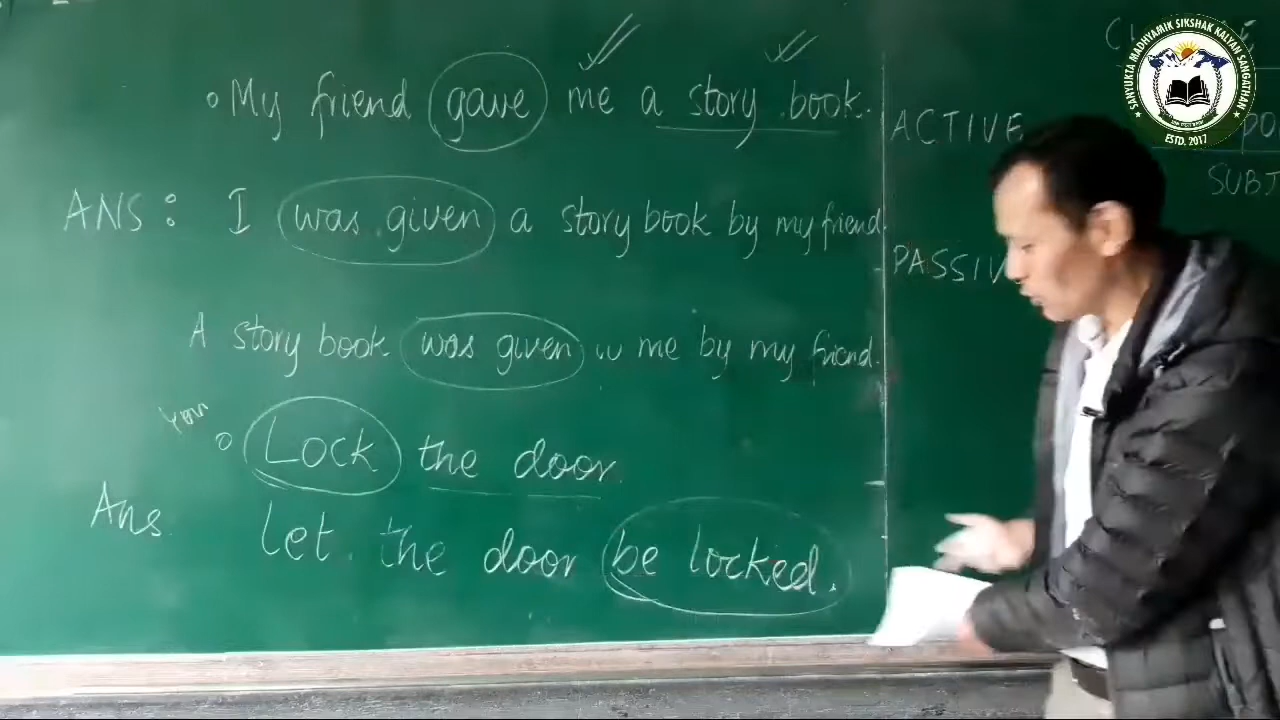 My friend gave me a story book.
ANS: I was given a story book by my friend.
A story book was given me by my friend.
You
Lock the door.
Ans. Let the door be locked.
ACTIVE
SUBJ
PASSIV
SANYUKTA MADHYAMIK SIKSHAK KALYAN SANGATHAN
ESTD. 2017